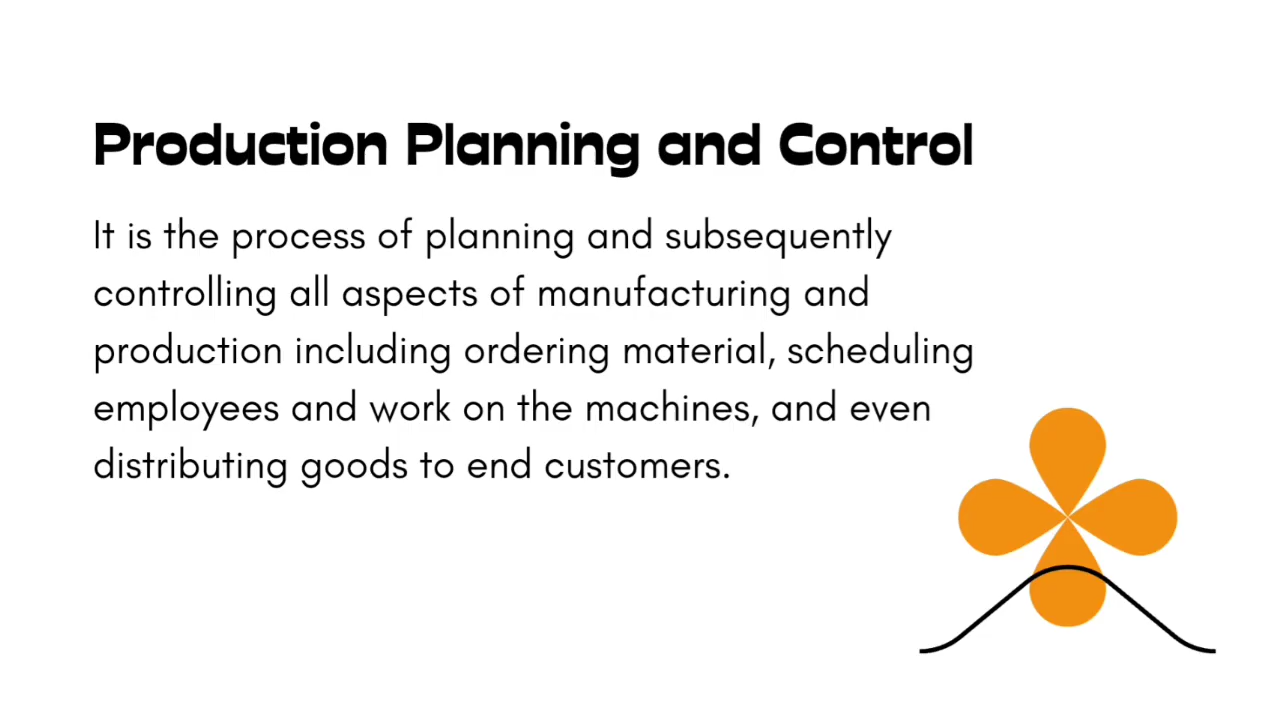 Production Planning and Control
It is the process of planning and subsequently
controlling all aspects of manufacturing and
production including ordering material, scheduling
employees and work on the machines, and even
distributing goods to end customers.